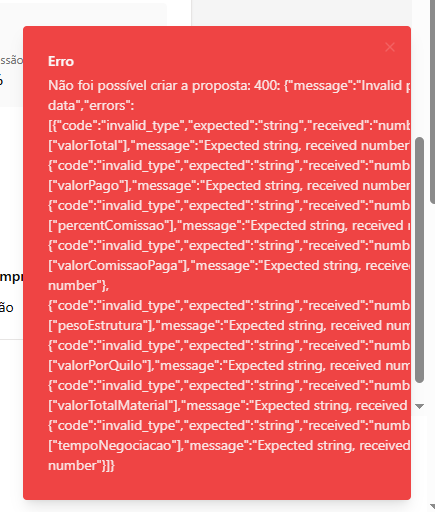 ssão
%
Erro
Não foi possível criar a proposta: 400: {"message":"Invalid p
data","errors":
[{"code":"invalid_type","expected":"string","received":"numb
["valorTotal"],"message":"Expected string, received number
{"code":"invalid_type","expected":"string","received":"numb
["valorPago"],"message":"Expected string, received number
{"code":"invalid_type","expected":"string","received":"numb
["percentComissao"],"message":"Expected string, received n
{"code":"invalid_type","expected":"string","received":"numb
["valorComissaoPaga"],"message":"Expected string, received
number"},
{"code":"invalid_type","expected":"string","received":"numb
["pesoEstrutura"],"message":"Expected string, received num
{"code":"invalid_type","expected":"string","received":"numb
["valorPorQuilo"],"message":"Expected string, received num
{"code":"invalid_type","expected":"string","received":"numb
["valorTotalMaterial"],"message":"Expected string, received
{"code":"invalid_type","expected":"string","received":"numb
["tempoNegociacao"],"message":"Expected string, received
number"}]}
mpr
ão